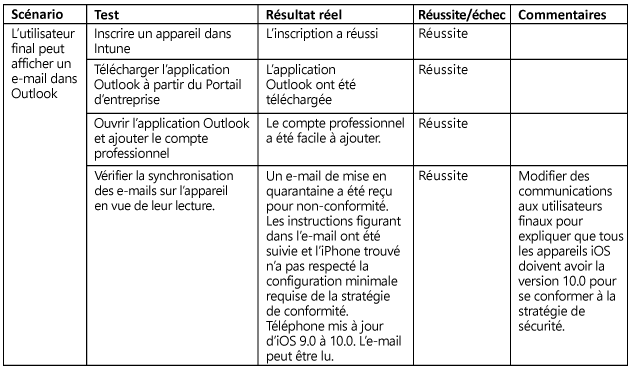 Scénario Test Résultat réel Réussite/échec Commentaires
L'utilisateur
final peut
afficher un
e-mail dans
Outlook
Inscrire un appareil dans
Intune
L'inscription a réussi
Réussite
Télécharger l'application
Outlook à partir du Portail
d'entreprise
L'application
Outlook ont été
téléchargée
Réussite
Ouvrir l'application Outlook
et ajouter le compte
professionnel
Le compte professionnel
a été facile à ajouter.
Réussite
Vérifier la synchronisation
des e-mails sur l'appareil
en vue de leur lecture.
Un e-mail de mise en
quarantaine a été reçu
pour non-conformité.
Les instructions figurant
dans l'e-mail ont été
suivie et l'iPhone trouvé
n'a pas respecté la
configuration minimale
requise de la stratégie
de conformité.
Téléphone mis à jour
d'iOS 9.0 à 10.0. L'e-mail
peut être lu.
Réussite
Modifier des
communications
aux utilisateurs
finaux pour
expliquer que tous
les appareils iOS
doivent avoir la
version 10.0 pour
se conformer à la
stratégie de
sécurité.